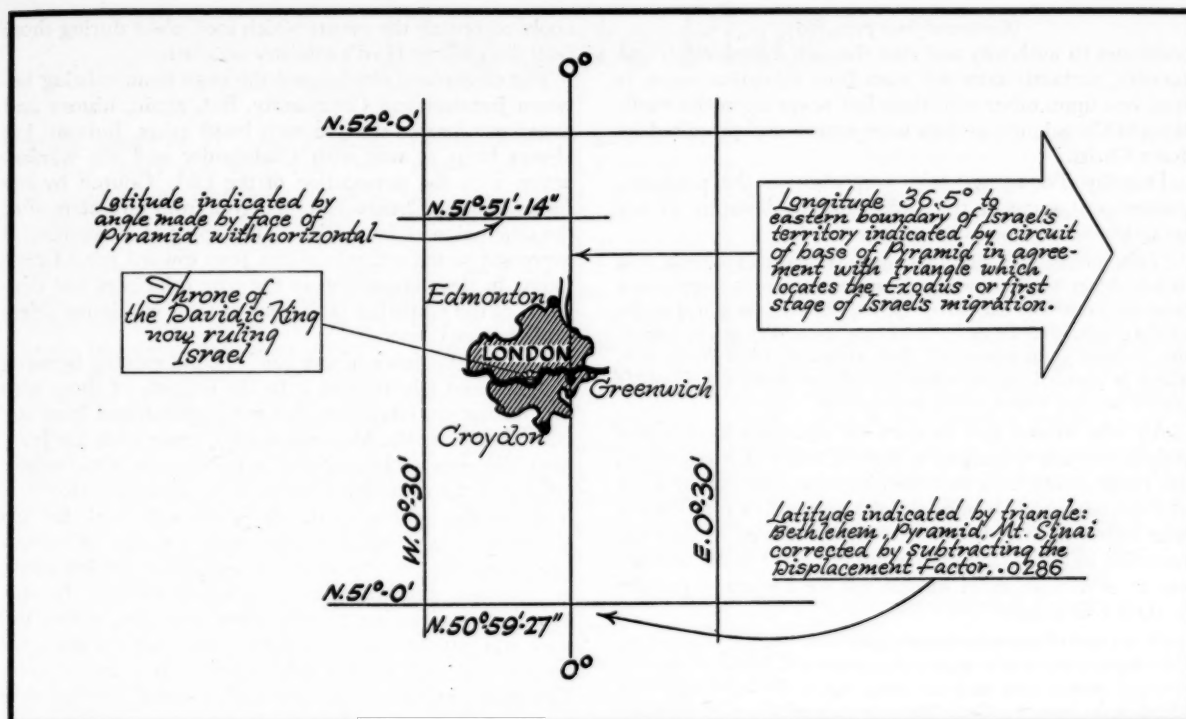 0°
N.52°-0'
Latitude indicated by
angle made by face of
Pyramid with horizontal
N.51°-51'-14"
Longitude 36.5° to
eastern boundary of Israel's
territory indicated by circuit
of base of Pyramid in agree-
ment with triangle which
locates the Exodus or first
stage of Israel's migration.
Throne of
the Davidic King
now ruling
Israel
Edmonton
LONDON
Greenwich
Croydon
W. 0°-30'
E. 0°-30'
Latitude indicated by triangle:
Bethlehem, Pyramid, Mt. Sinai
corrected by subtracting the
Displacement Factor, .0286
N.51°-0'
N.50°-59'-27"
0°